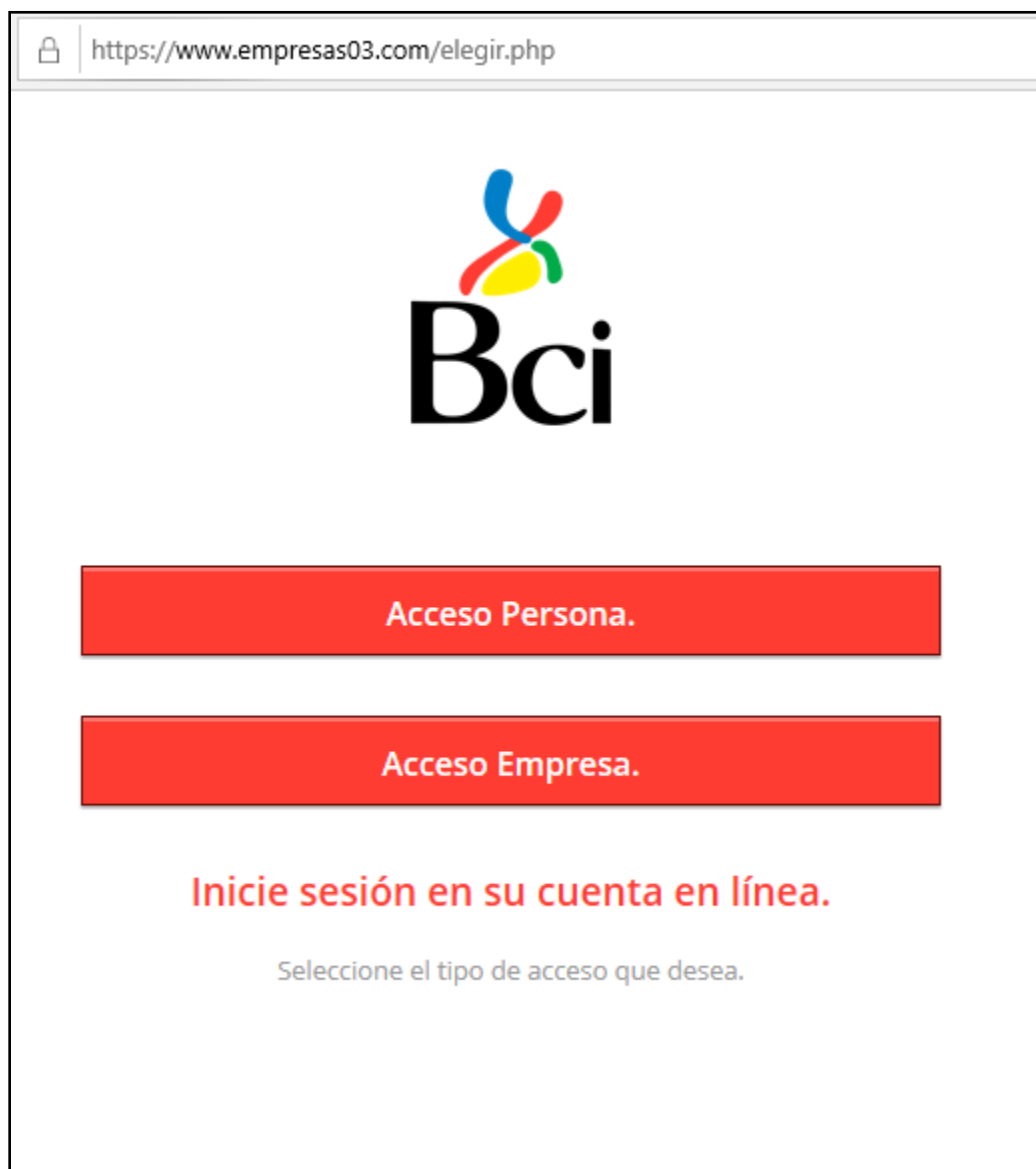 https://www.empresas03.com/elegir.php
Bci
Acceso Persona.
Acceso Empresa.
Inicie sesión en su cuenta en línea.
Seleccione el tipo de acceso que desea.